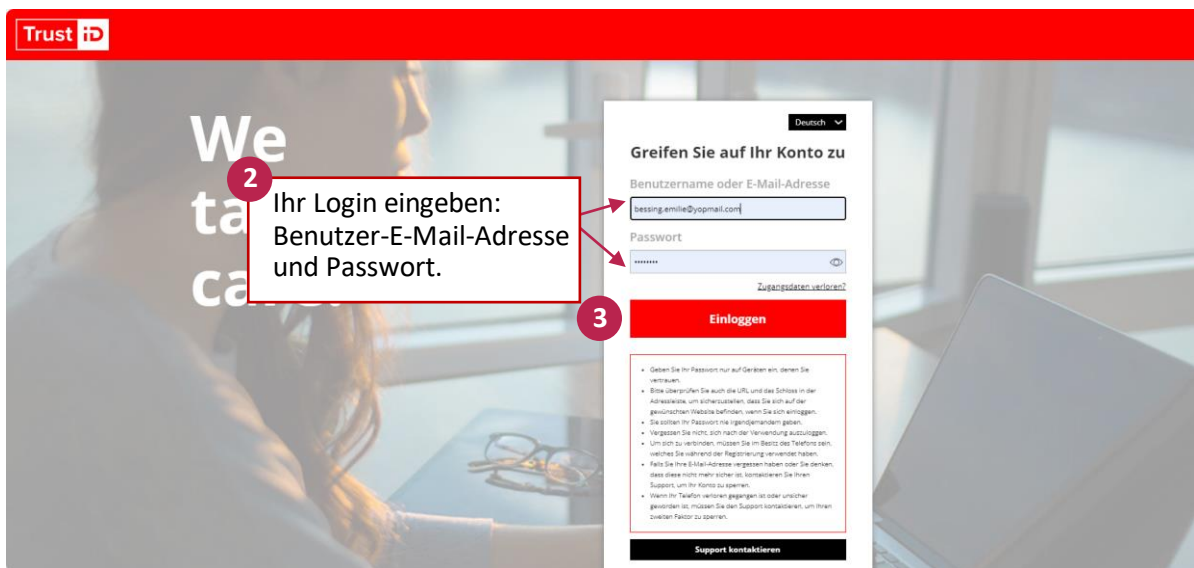 Trust iD
We
ta
ca
2
Ihr Login eingeben:
Benutzer-E-Mail-Adresse
und Passwort.
Deutsch
Greifen Sie auf Ihr Konto zu
Benutzername oder E-Mail-Adresse
bessing.emilie@yopmail.com
Passwort
••••••••
Zugangsdaten verloren?
3
Einloggen
• Geben Sie Ihr Passwort nur auf Geräten ein, denen Sie
vertrauen.
• Bitte überprüfen Sie auch die URL und das Schloss in der
Adressleiste, um sicherzustellen, dass Sie sich auf der
gewünschten Website befinden, wenn Sie sich einloggen.
• Sie sollten Ihr Passwort nie irgendjemandem geben.
• Vergessen Sie nicht, sich nach der Verwendung auszuloggen.
• Um sich zu verbinden, müssen Sie im Besitz des Telefons sein,
welches Sie während der Registrierung verwendet haben.
• Falls Sie Ihre E-Mail-Adresse vergessen haben oder Sie denken,
dass diese nicht mehr sicher ist, kontaktieren Sie Ihren
Support, um Ihr Konto zu sperren.
• Wenn Ihr Telefon verloren gegangen ist oder unsicher
geworden ist, müssen Sie den Support kontaktieren, um Ihren
zweiten Faktor zu sperren.
Support kontaktieren